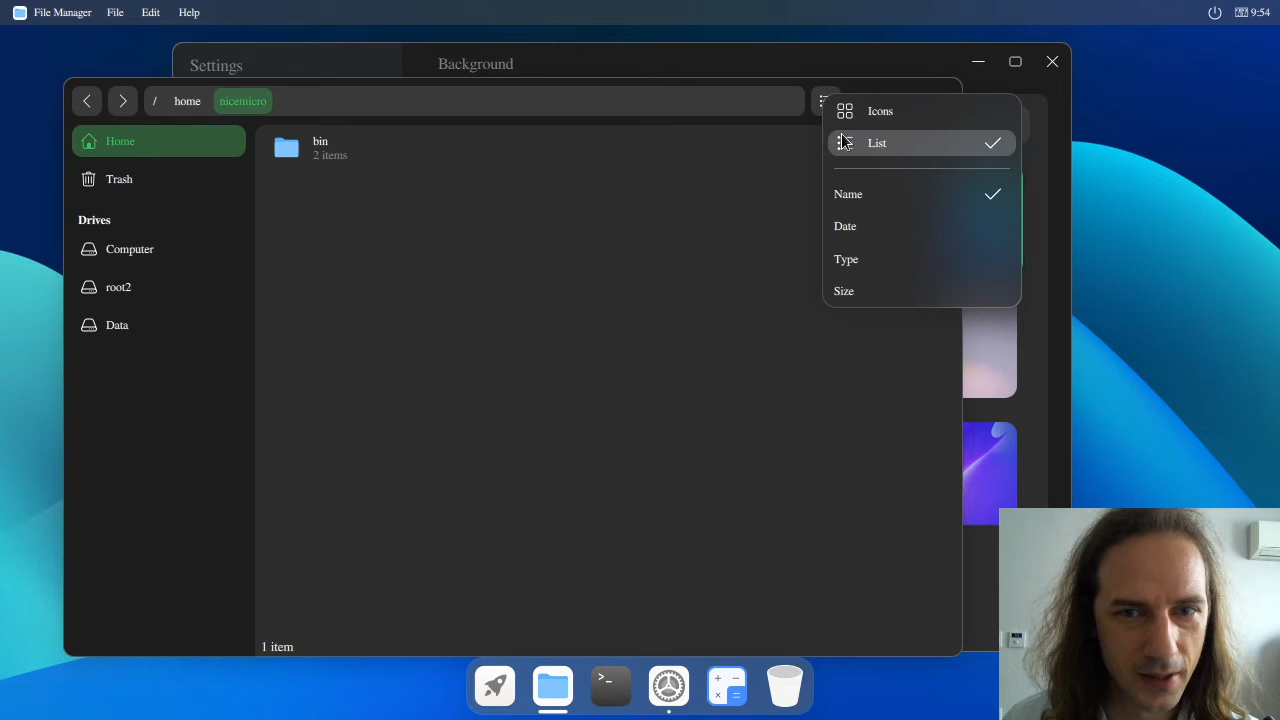 File Manager File Edit Help
9:54
Settings
Background
/ home nicemicro
Home
Trash
Drives
Computer
root2
Data
bin
2 items
Icons
List
Name
Date
Type
Size
1 item